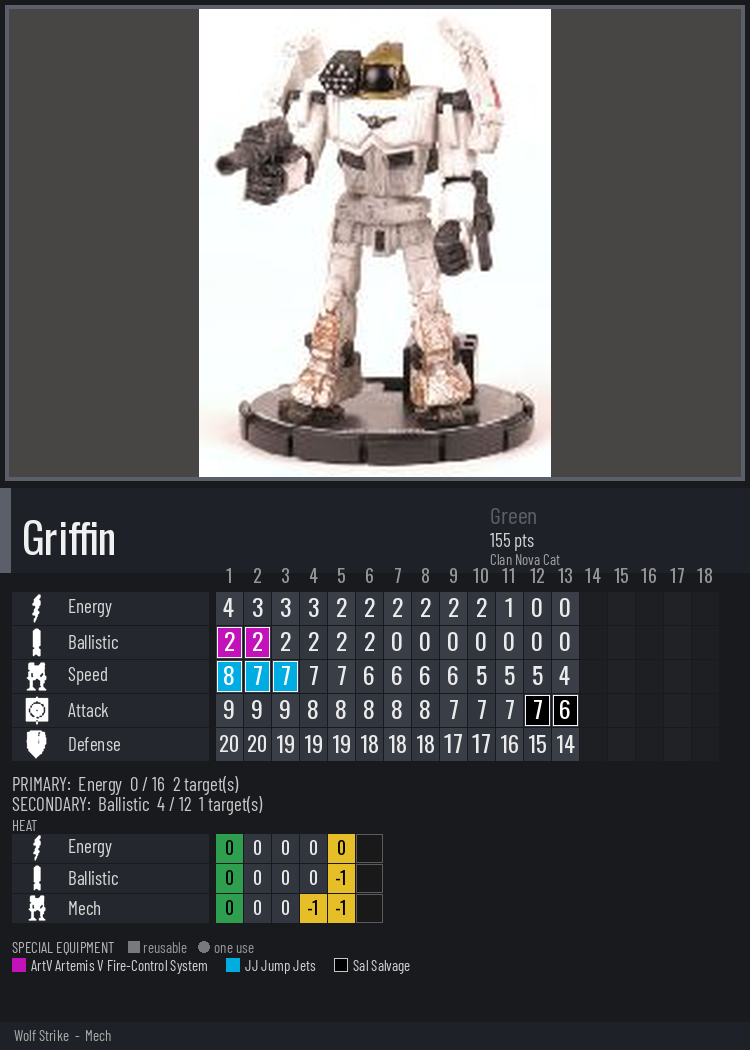 Griffin
Green
155 pts
Clan Nova Cat
1 2 3 4 5 6 7 8 9 10 11 12 13 14 15 16 17 18
Energy 4 3 3 3 2 2 2 2 2 2 1 0 0
Ballistic 2 2 2 2 2 2 0 0 0 0 0 0 0
Speed 8 7 7 7 7 6 6 6 6 5 5 5 4
Attack 9 9 9 8 8 8 8 8 7 7 7 7 6
Defense 20 20 19 19 19 18 18 18 17 17 16 15 14
PRIMARY: Energy 0 / 16 2 target(s)
SECONDARY: Ballistic 4 / 12 1 target(s)
HEAT
Energy 0 0 0 0 0
Ballistic 0 0 0 0 -1
Mech 0 0 0 -1 -1
SPECIAL EQUIPMENT reusable one use
ArtV Artemis V Fire-Control System JJ Jump Jets Sal Salvage
Wolf Strike - Mech